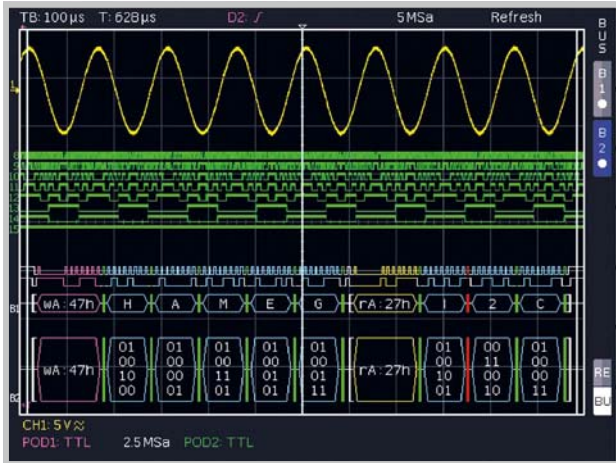 TB: 100µs T: 628µs D2: ∫ 5MSa Refresh
BUS
B1
B2
wA:47h H A M E G rA:27h I 2 C
B1
wA:47h 01 00 10 00 01 00 00 01 01 00 11 01 01 00 01 01 01 00 01 11 rA:27h 01 00 10 01 00 11 00 10 01 00 00 11
B2
RE
BU
CH1: 5V≂
POD1: TTL 2.5MSa POD2: TTL